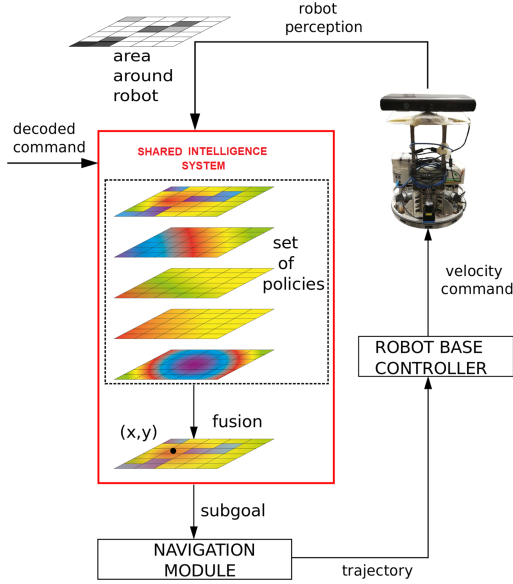 robot
perception
area
around
robot
decoded
command
SHARED INTELLIGENCE
SYSTEM
set
of
policies
velocity
command
ROBOT BASE
CONTROLLER
fusion
(x,y)
subgoal
NAVIGATION
MODULE
trajectory